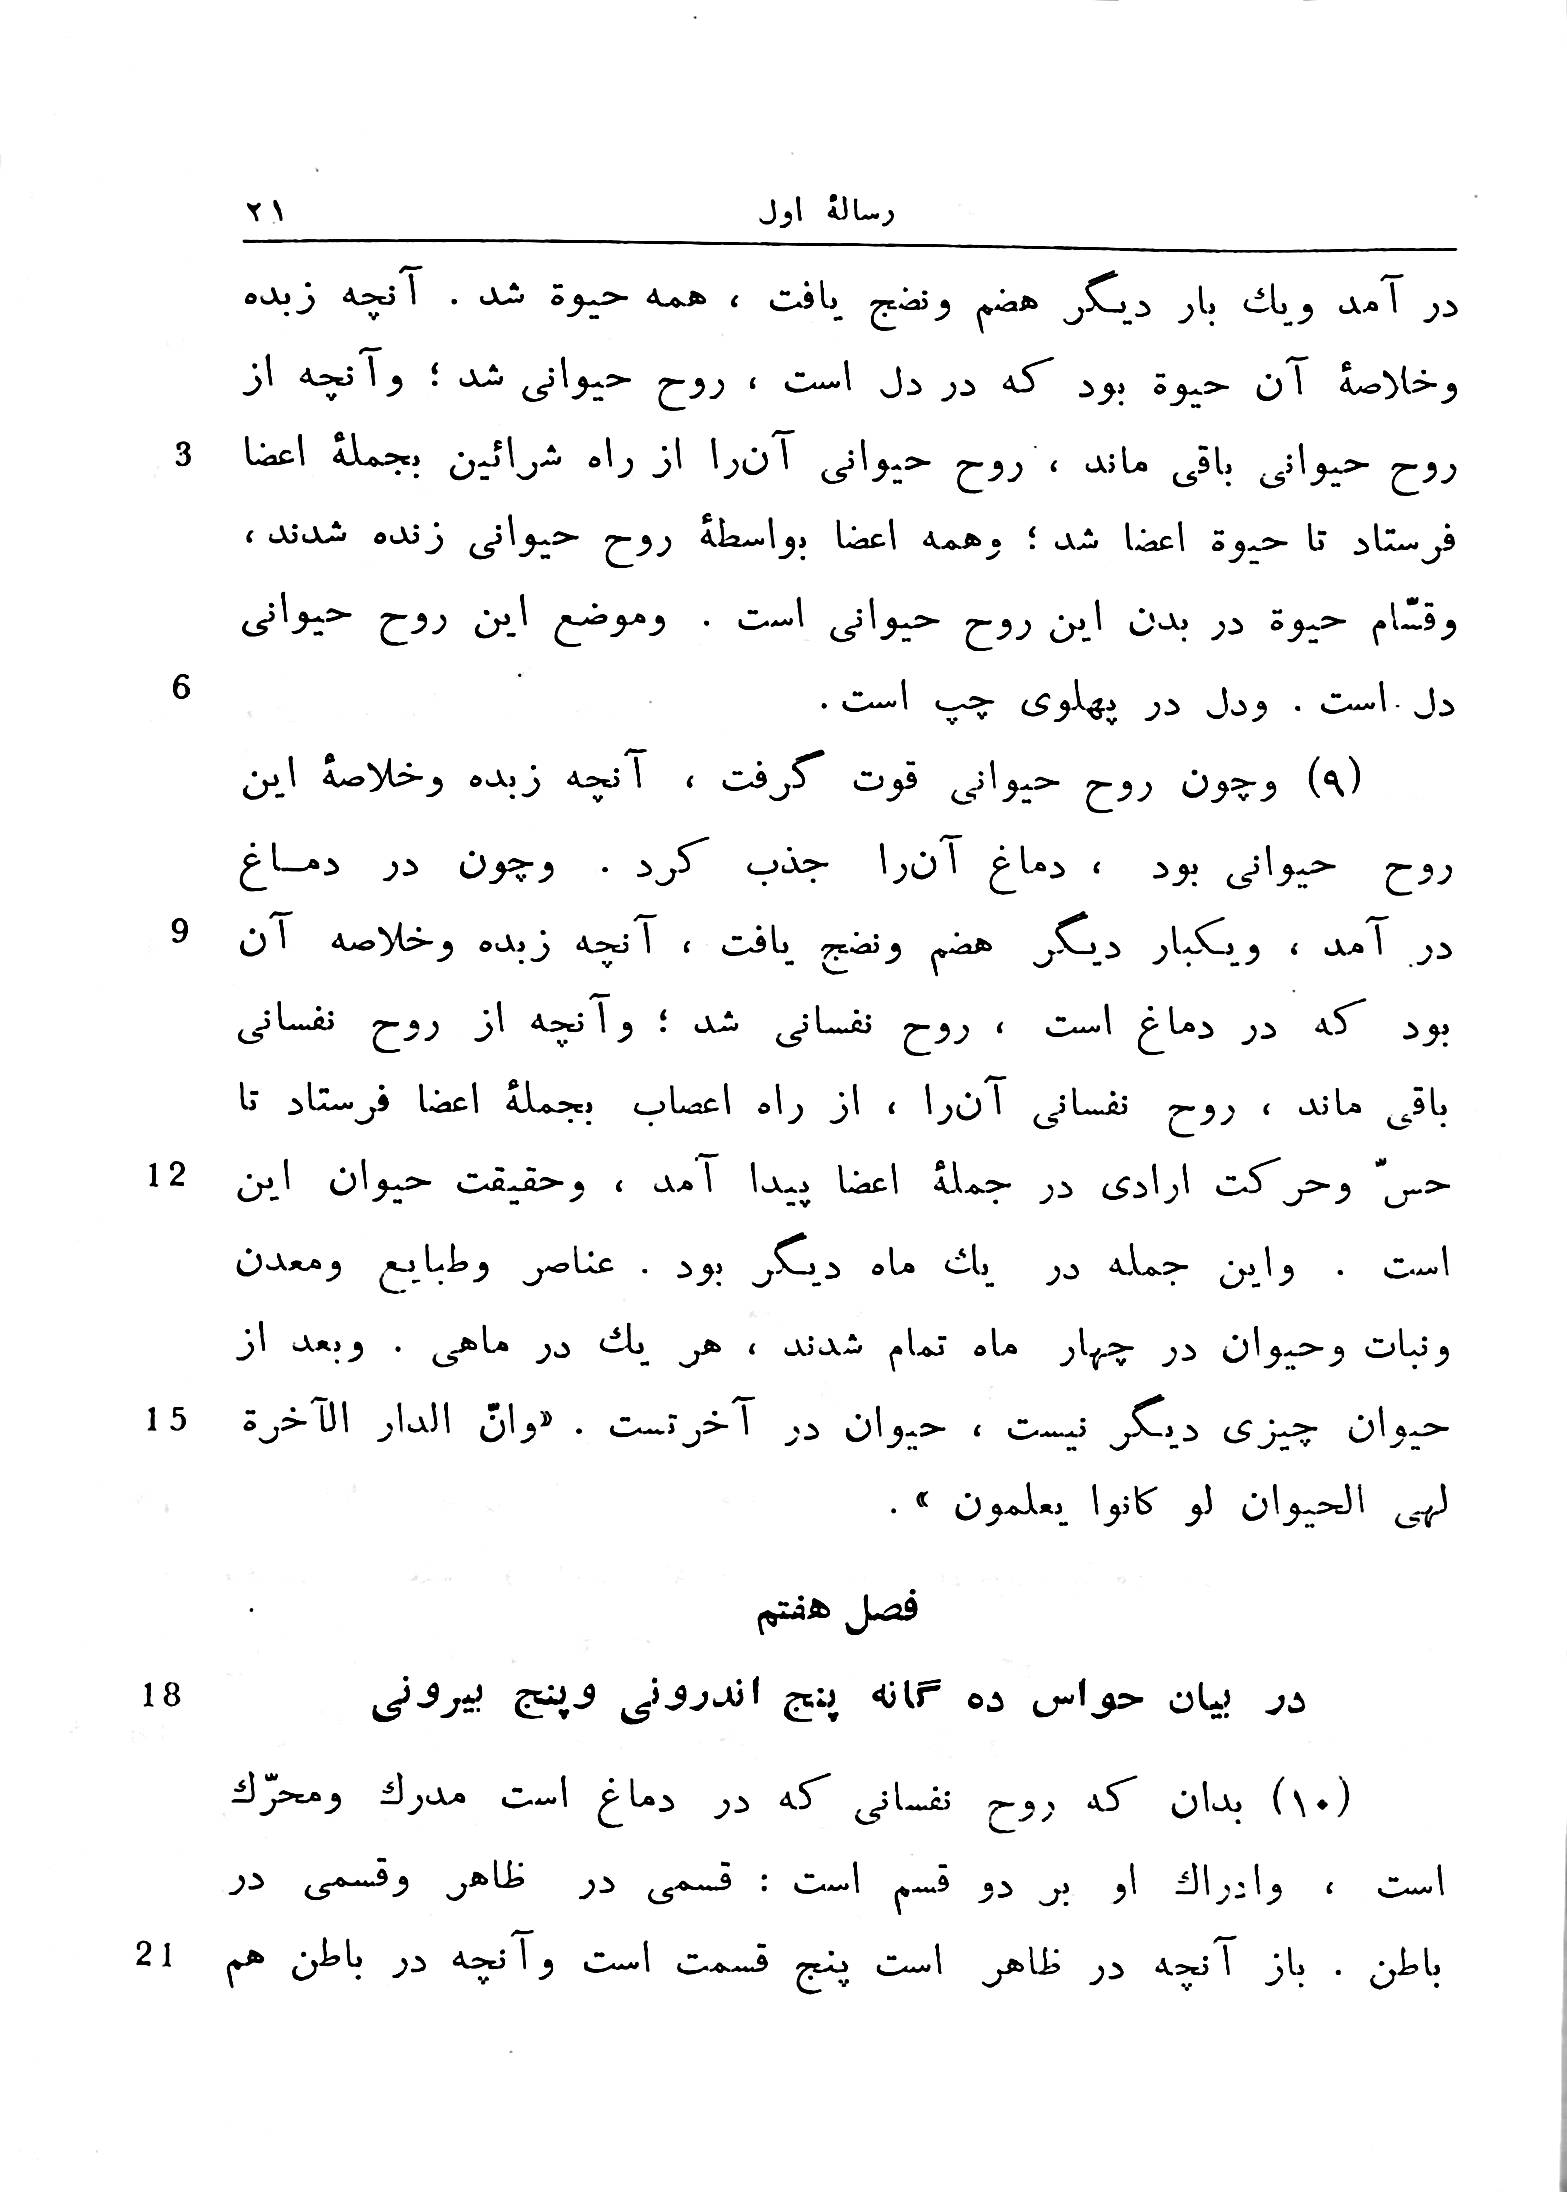 رسالهٔ اول ۲۱
در آمد ویك بار دیگر هضم ونضج یافت ، همه حیوة شد . آنچه زبده
وخلاصهٔ آن حیوة بود که در دل است ، روح حیوانی شد ؛ وآنچه از
روح حیوانی باقی ماند ، روح حیوانی آن‌را از راه شرائین بجملهٔ اعضا 3
فرستاد تا حیوة اعضا شد ؛ وهمه اعضا بواسطهٔ روح حیوانی زنده شدند ،
وقسّام حیوة در بدن این روح حیوانی است . وموضع این روح حیوانی
دل است . ودل در پهلوی چپ است . 6
(۹) وچون روح حیوانی قوت گرفت ، آنچه زبده وخلاصهٔ این
روح حیوانی بود ، دماغ آن‌را جذب کرد . وچون در دمـاغ
در آمد ، ویکبار دیگر هضم ونضج یافت ، آنچه زبده وخلاصه آن 9
بود که در دماغ است ، روح نفسانی شد ؛ وآنچه از روح نفسانی
باقی ماند ، روح نفسانی آن‌را ، از راه اعصاب بجملهٔ اعضا فرستاد تا
حسّ وحرکت ارادی در جملهٔ اعضا پیدا آمد ، وحقیقت حیوان این 12
است . واین جمله در یك ماه دیگر بود . عناصر وطبایع ومعدن
ونبات وحیوان در چهار ماه تمام شدند ، هر یك در ماهی . وبعد از
حیوان چیزی دیگر نیست ، حیوان در آخرتست . «وانّ الدار الآخرة 15
لهی الحیوان لو کانوا یعلمون » .
فصل هفتم
در بیان حواس ده گانه پنج اندرونی وپنج بیرونی 18
(۱۰) بدان که روح نفسانی که در دماغ است مدرك ومحرّك
است ، وادراك او بر دو قسم است : قسمی در ظاهر وقسمی در
باطن . باز آنچه در ظاهر است پنج قسمت است وآنچه در باطن هم 21